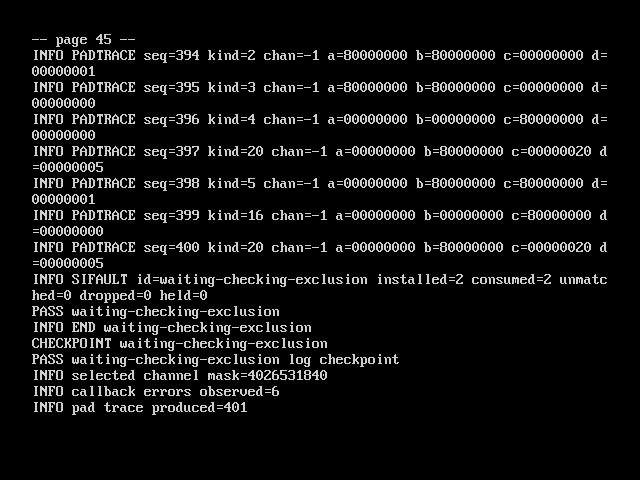 -- page 45 --
INFO PADTRACE seq=394 kind=2 chan=-1 a=80000000 b=80000000 c=00000000 d=
00000001
INFO PADTRACE seq=395 kind=3 chan=-1 a=80000000 b=80000000 c=00000000 d=
00000000
INFO PADTRACE seq=396 kind=4 chan=-1 a=00000000 b=00000000 c=80000000 d=
00000000
INFO PADTRACE seq=397 kind=20 chan=-1 a=00000000 b=80000000 c=00000020 d
=00000005
INFO PADTRACE seq=398 kind=5 chan=-1 a=00000000 b=80000000 c=80000000 d=
00000001
INFO PADTRACE seq=399 kind=16 chan=-1 a=00000000 b=00000000 c=80000000 d
=00000000
INFO PADTRACE seq=400 kind=20 chan=-1 a=00000000 b=80000000 c=00000020 d
=00000005
INFO SIFAULT id=waiting-checking-exclusion installed=2 consumed=2 unmatc
hed=0 dropped=0 held=0
PASS waiting-checking-exclusion
INFO END waiting-checking-exclusion
CHECKPOINT waiting-checking-exclusion
PASS waiting-checking-exclusion log checkpoint
INFO selected channel mask=4026531840
INFO callback errors observed=6
INFO pad trace produced=401